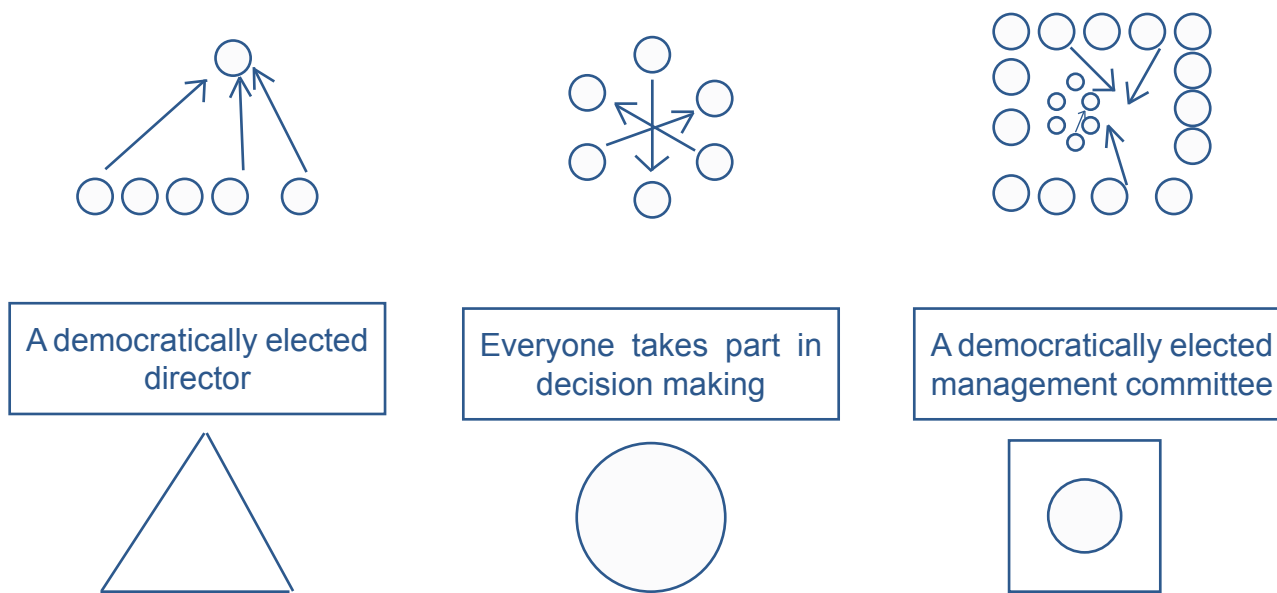 A democratically elected
director
Everyone takes part in
decision making
A democratically elected
management committee